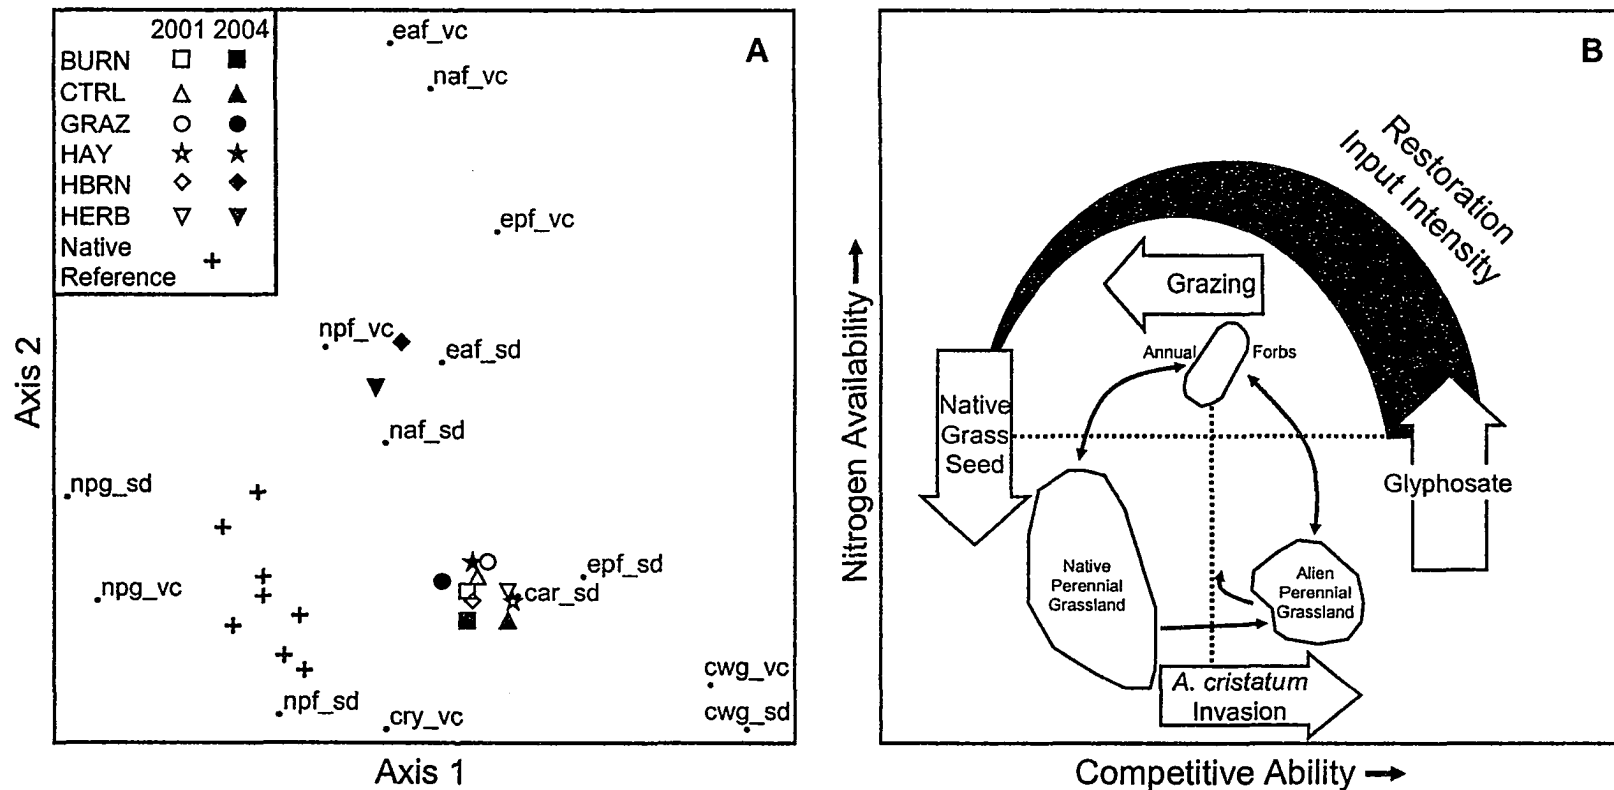 2001 2004
BURN
CTRL
GRAZ
HAY
HBRN
HERB
Native
Reference
A
eaf_vc
naf_vc
epf_vc
npf_vc
eaf_sd
naf_sd
npg_sd
npg_vc
epf_sd
car_sd
npf_sd
cry_vc
cwg_vc
cwg_sd
Axis 2
Axis 1
B
Restoration
Input Intensity
Grazing
Annual Forbs
Native
Grass
Seed
Glyphosate
Native
Perennial
Grassland
Alien
Perennial
Grassland
A. cristatum
Invasion
Nitrogen Availability
Competitive Ability